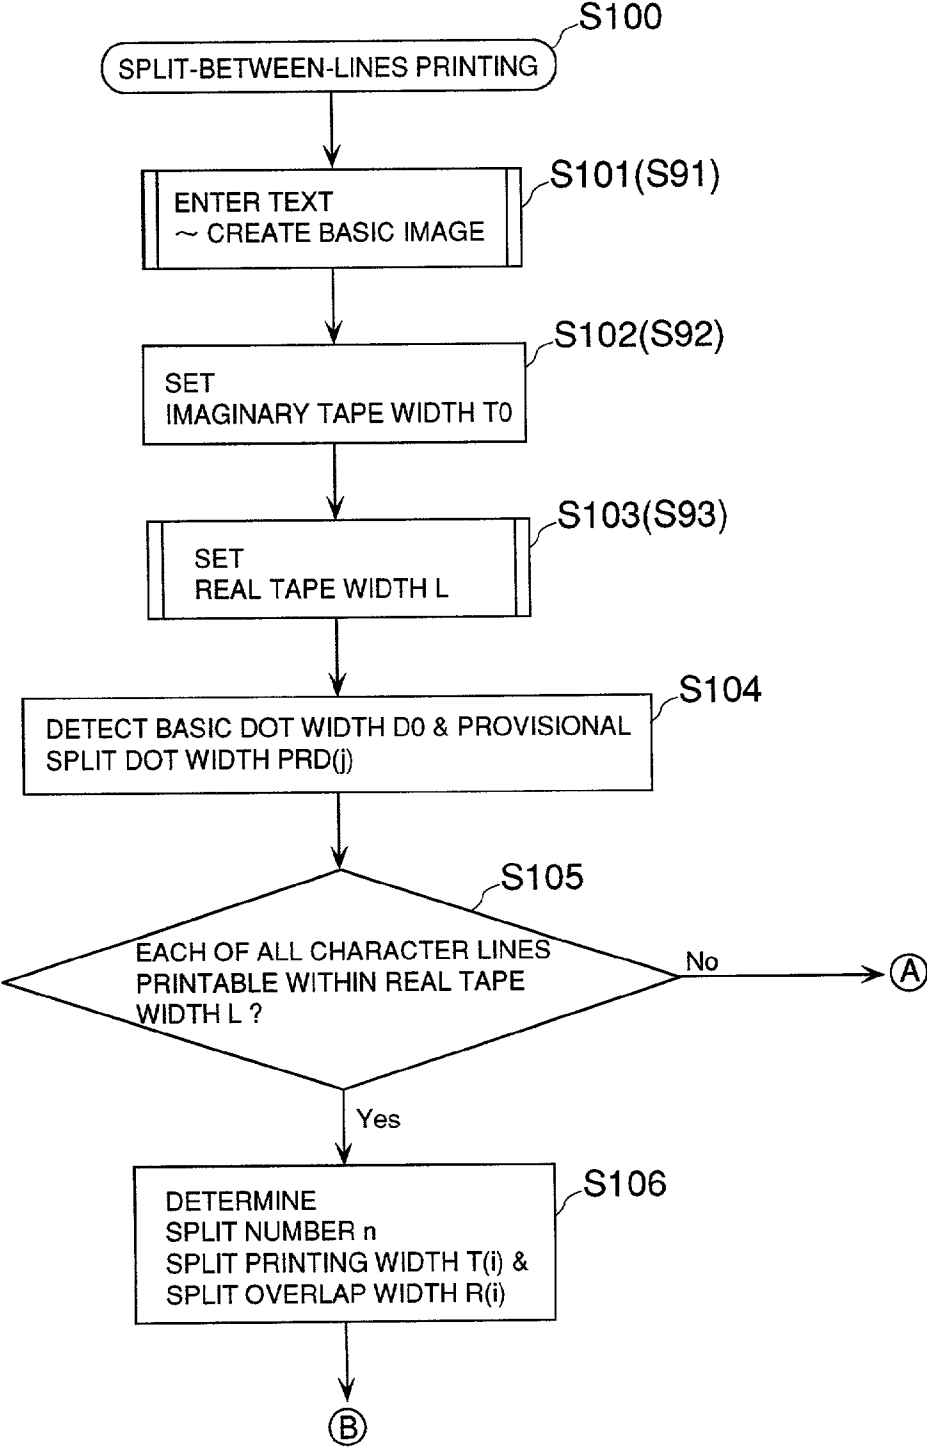 S100
SPLIT-BETWEEN-LINES PRINTING
S101(S91)
ENTER TEXT
~ CREATE BASIC IMAGE
S102(S92)
SET
IMAGINARY TAPE WIDTH T0
S103(S93)
SET
REAL TAPE WIDTH L
S104
DETECT BASIC DOT WIDTH D0 & PROVISIONAL
SPLIT DOT WIDTH PRD(j)
S105
EACH OF ALL CHARACTER LINES
PRINTABLE WITHIN REAL TAPE
WIDTH L ?
No
A
Yes
S106
DETERMINE
SPLIT NUMBER n
SPLIT PRINTING WIDTH T(i) &
SPLIT OVERLAP WIDTH R(i)
B